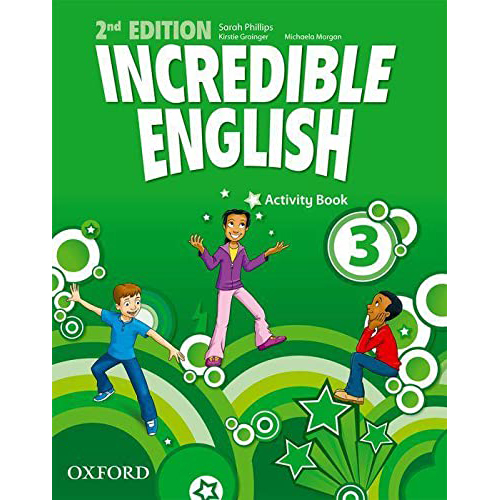 2nd EDITION
Sarah Phillips
Kirstie Grainger Michaela Morgan
INCREDIBLE
ENGLISH
Activity Book
3
OXFORD